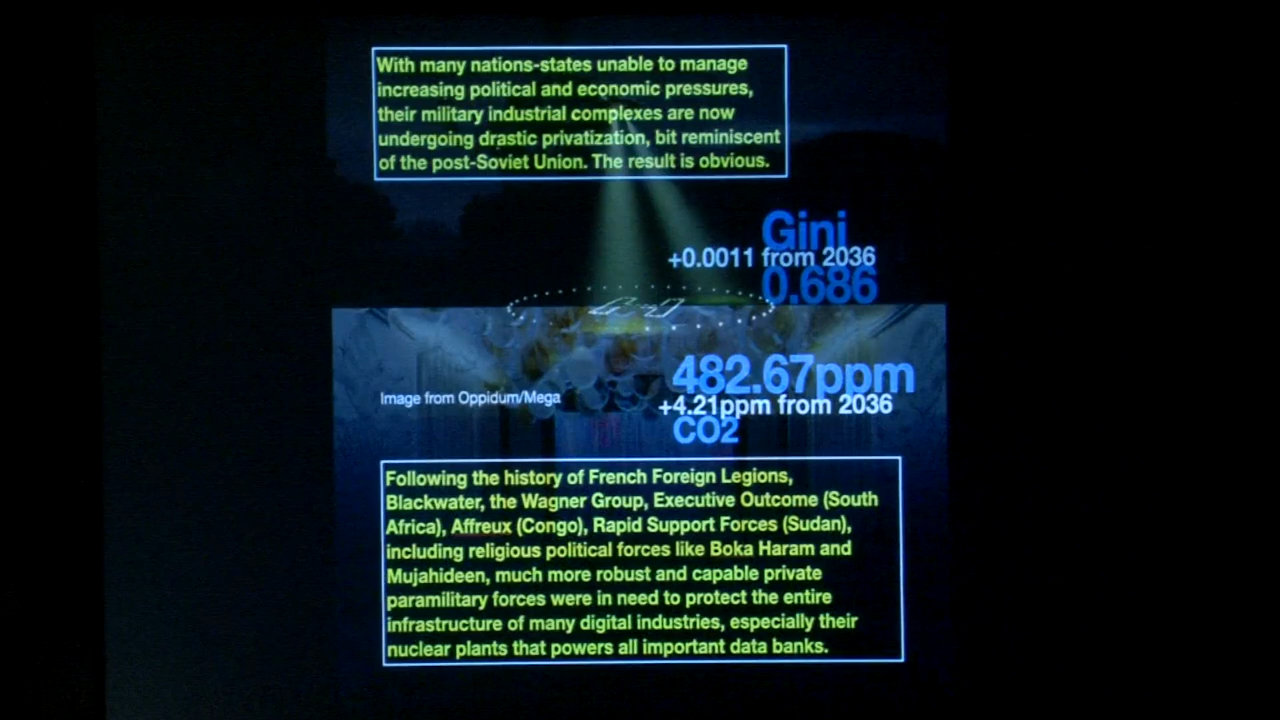 With many nations-states unable to manage
increasing political and economic pressures,
their military industrial complexes are now
undergoing drastic privatization, bit reminiscent
of the post-Soviet Union. The result is obvious.
Gini
+0.0011 from 2036
0.686
482.67ppm
Image from Oppidum/Mega
+4.21ppm from 2036
CO2
Following the history of French Foreign Legions,
Blackwater, the Wagner Group, Executive Outcome (South
Africa), Affreux (Congo), Rapid Support Forces (Sudan),
including religious political forces like Boka Haram and
Mujahideen, much more robust and capable private
paramilitary forces were in need to protect the entire
infrastructure of many digital industries, especially their
nuclear plants that powers all important data banks.